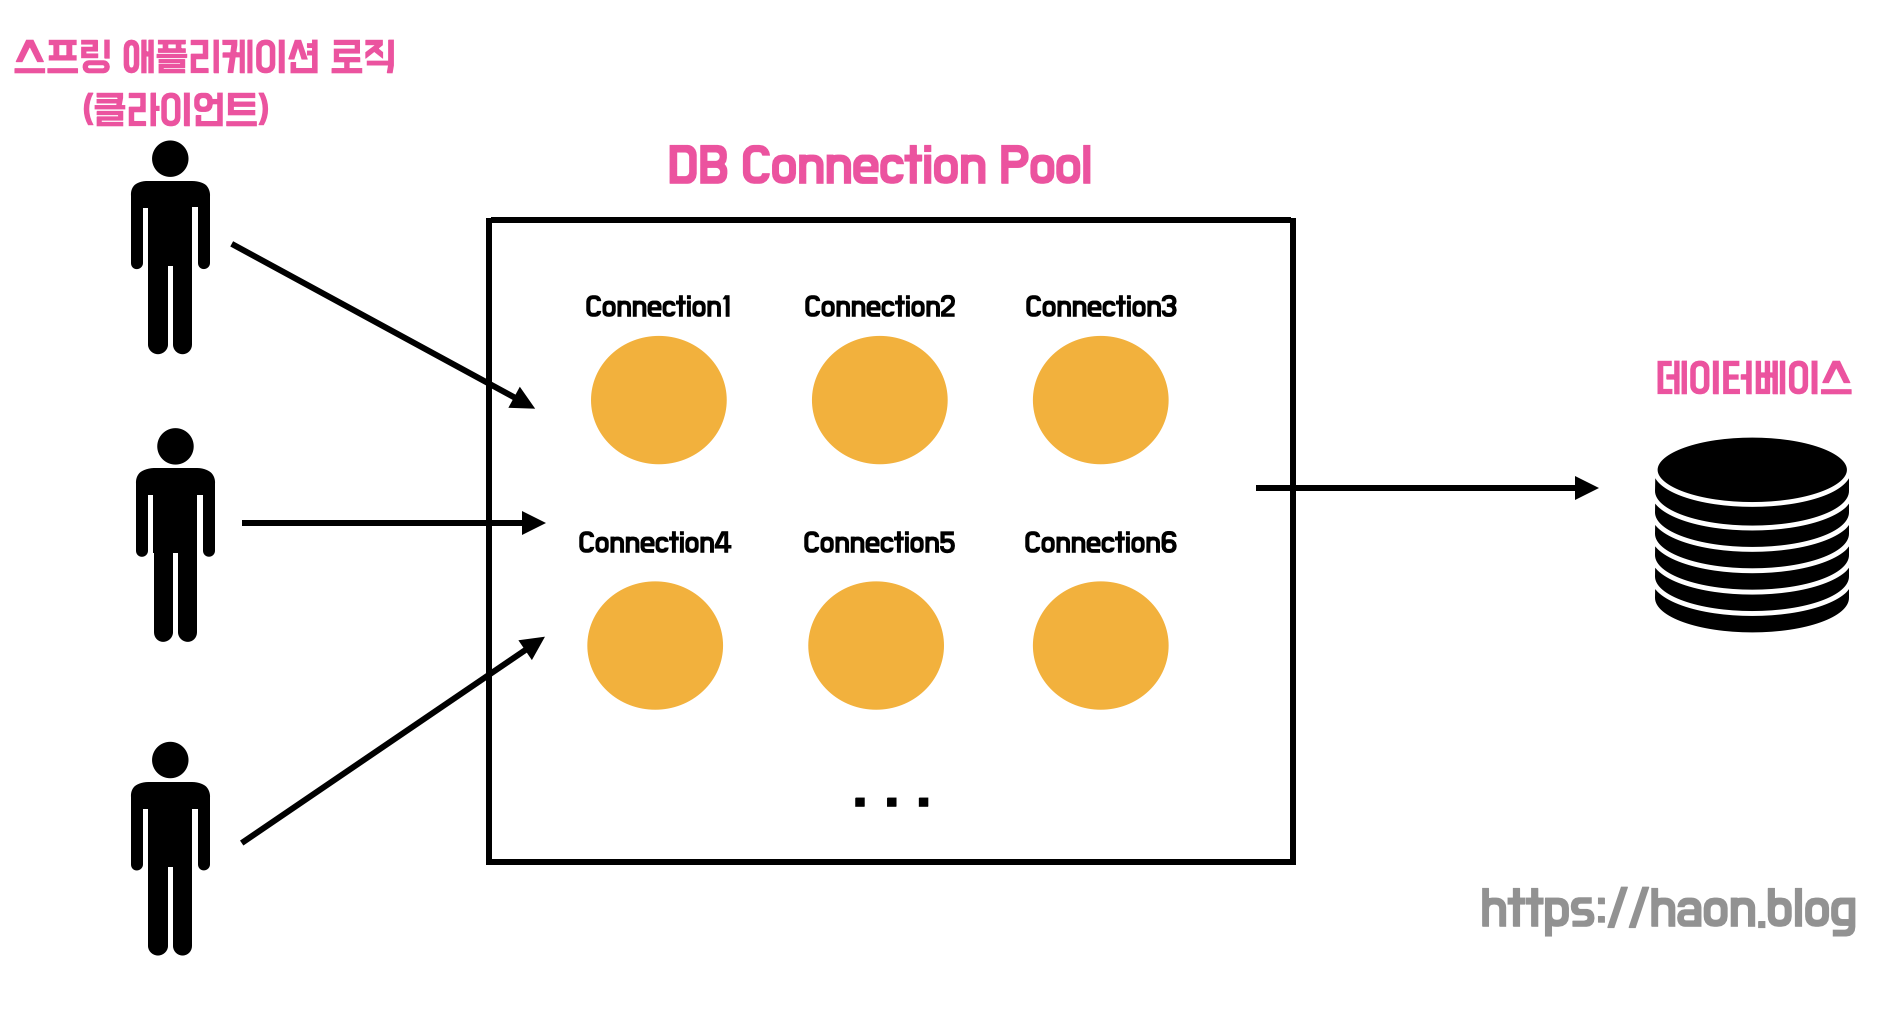 스프링 애플리케이션 로직
(클라이언트)
DB Connection Pool
Connection1 Connection2 Connection3
데이터베이스
Connection4 Connection5 Connection6
...
https://haon.blog